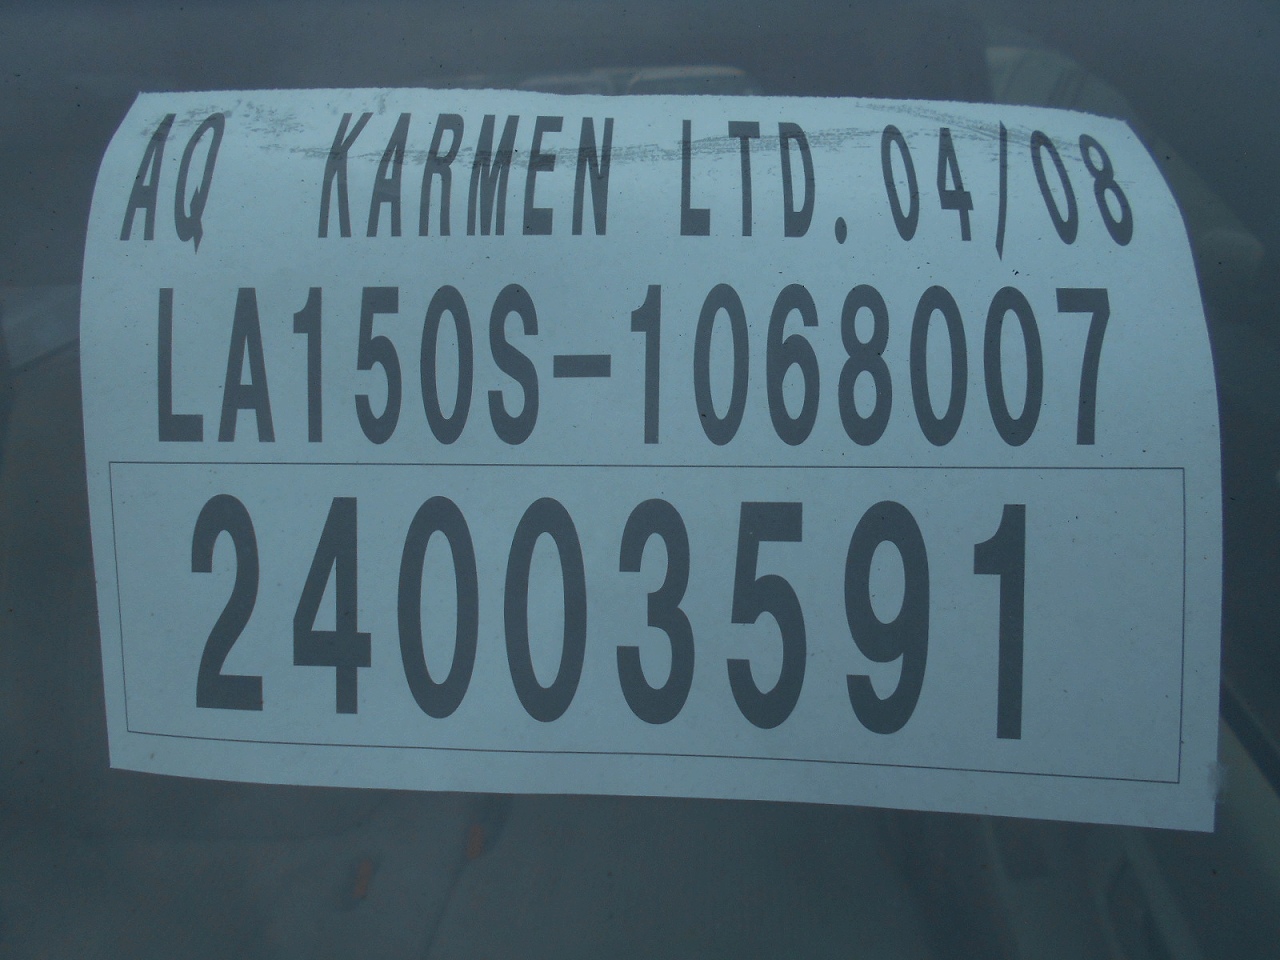 AQ KARMEN LTD. 04/08
LA150S-1068007
24003591